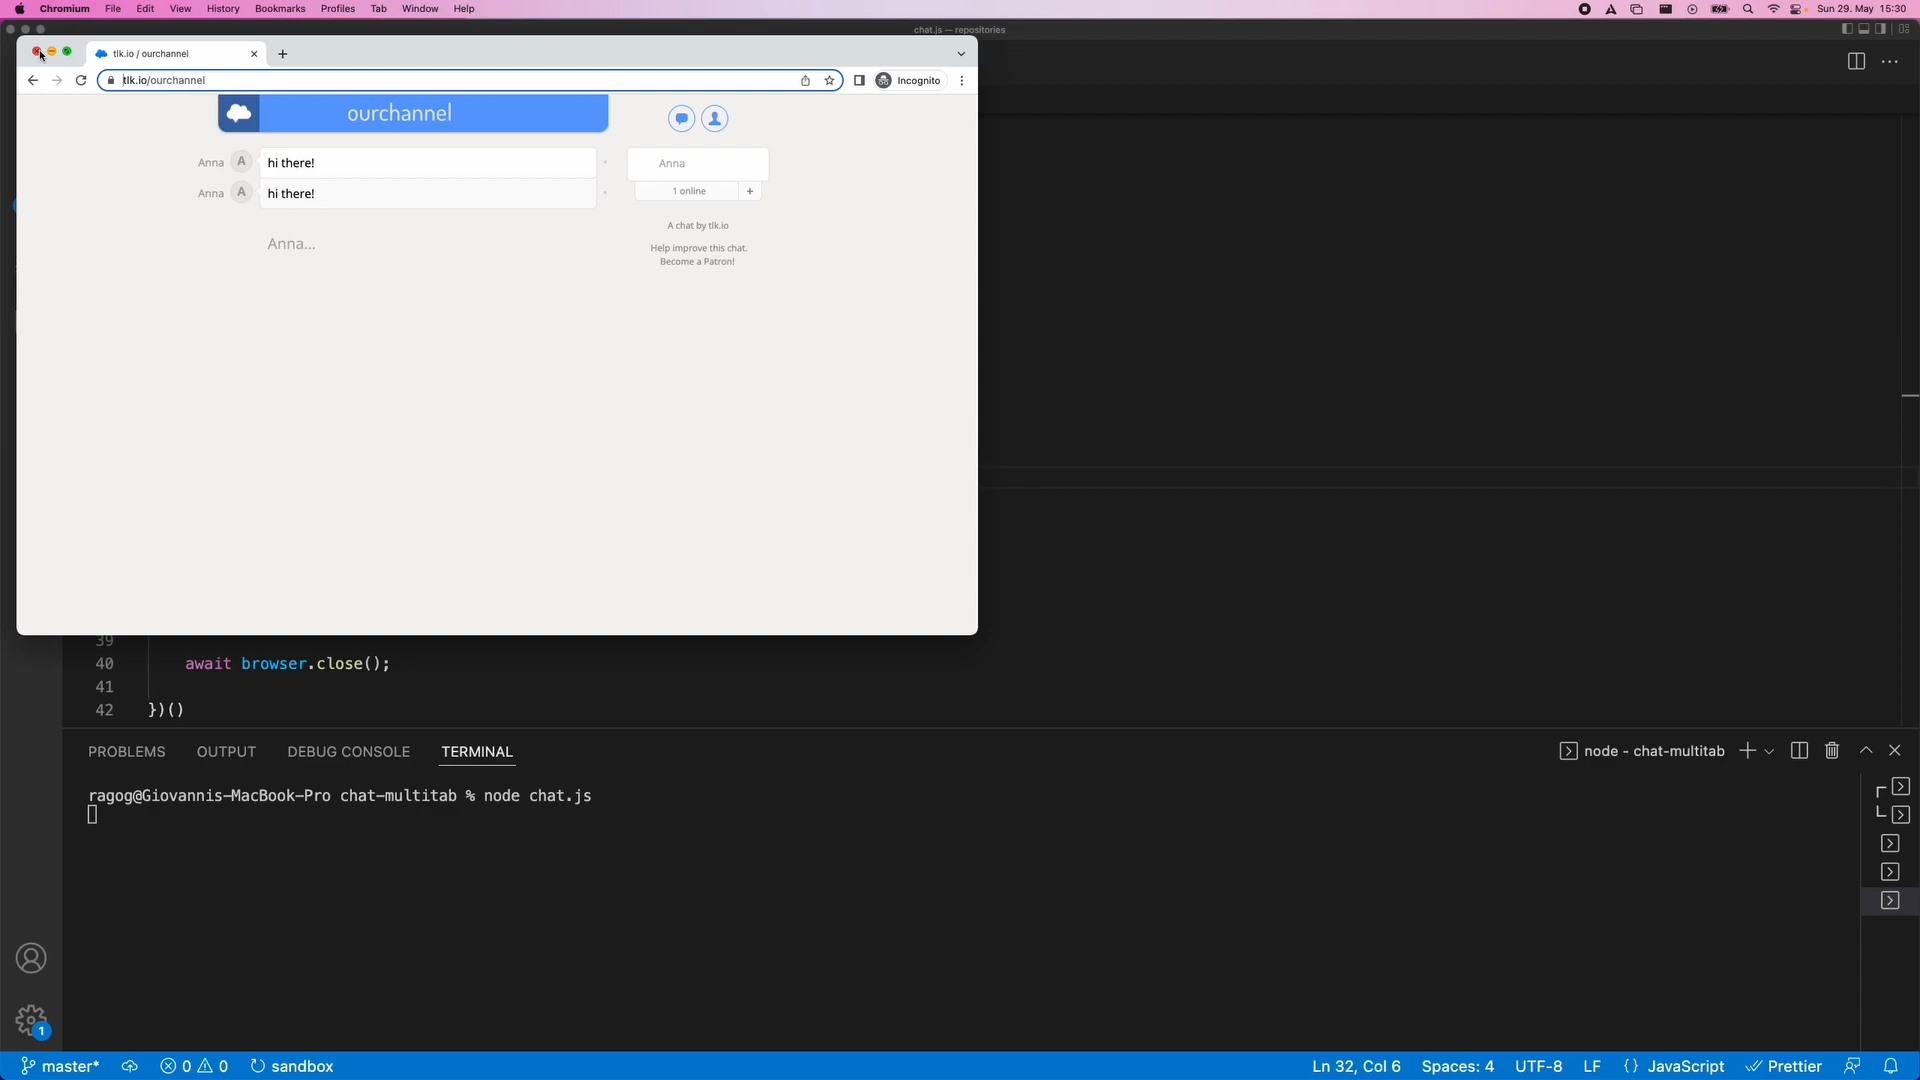 Chromium File Edit View History Bookmarks Profiles Tab Window Help Sun 29. May 15:30
chat.js — repositories
tlk.io / ourchannel
tlk.io/ourchannel Incognito
ourchannel
Anna A hi there! Anna
Anna A hi there! 1 online +
A chat by tlk.io
Anna...
Help improve this chat.
Become a Patron!
39
40 await browser.close();
41
42 })()
PROBLEMS OUTPUT DEBUG CONSOLE TERMINAL node - chat-multitab
ragog@Giovannis-MacBook-Pro chat-multitab % node chat.js
1
master* 0 0 sandbox Ln 32, Col 6 Spaces: 4 UTF-8 LF {} JavaScript Prettier